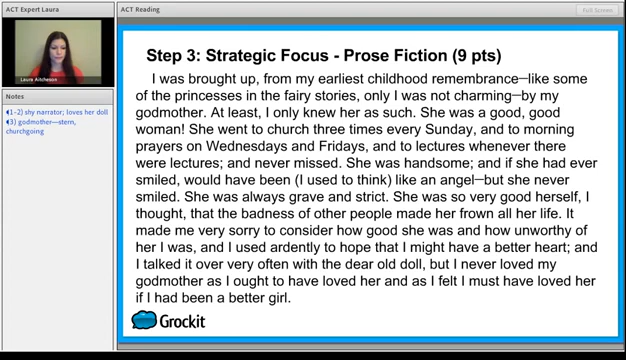 ACT Expert Laura
ACT Reading
Full Screen
Laura Aitcheson
Notes
(1-2) shy narrator; loves her doll
(3) godmother—stern,
churchgoing
Step 3: Strategic Focus - Prose Fiction (9 pts)
I was brought up, from my earliest childhood remembrance—like some
of the princesses in the fairy stories, only I was not charming—by my
godmother. At least, I only knew her as such. She was a good, good
woman! She went to church three times every Sunday, and to morning
prayers on Wednesdays and Fridays, and to lectures whenever there
were lectures; and never missed. She was handsome; and if she had ever
smiled, would have been (I used to think) like an angel—but she never
smiled. She was always grave and strict. She was so very good herself, I
thought, that the badness of other people made her frown all her life. It
made me very sorry to consider how good she was and how unworthy of
her I was, and I used ardently to hope that I might have a better heart; and
I talked it over very often with the dear old doll, but I never loved my
godmother as I ought to have loved her and as I felt I must have loved her
if I had been a better girl.
Grockit